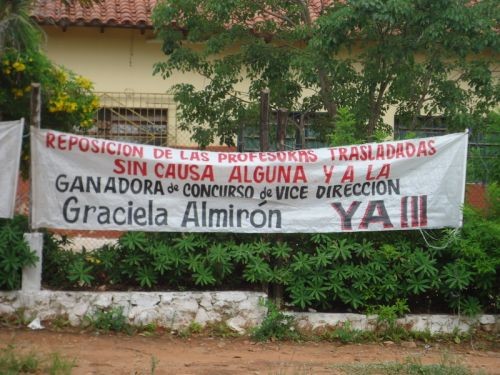 REPOSICION DE LAS PROFESORAS TRASLADADAS
SIN CAUSA ALGUNA Y A LA
GANADORA de CONCURSO de VICE DIRECCION
Graciela Almirón YA !!!